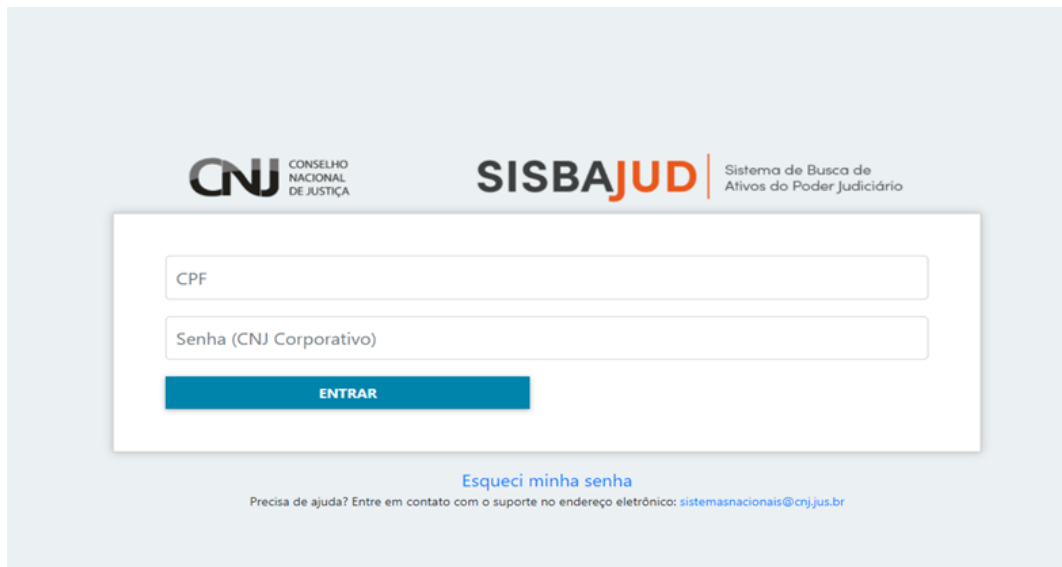 CNJ
CONSELHO
NACIONAL
DE JUSTIÇA
SISBAJUD
Sistema de Busca de
Ativos do Poder Judiciário
CPF
Senha (CNJ Corporativo)
ENTRAR
Esqueci minha senha
Precisa de ajuda? Entre em contato com o suporte no endereço eletrônico: sistemasnacionais@cnj.jus.br